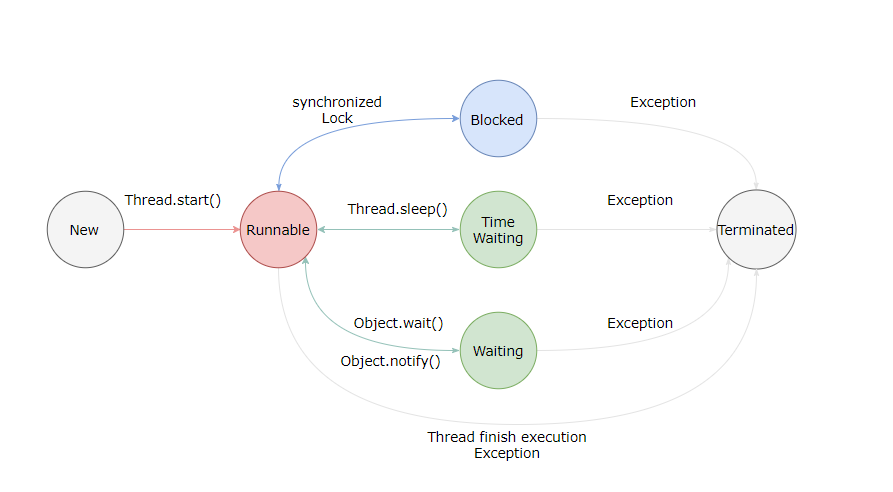 synchronized
Lock
Blocked
Exception
Thread.start()
Thread.sleep()
Exception
New
Runnable
Time
Waiting
Terminated
Object.wait()
Object.notify()
Waiting
Exception
Thread finish execution
Exception